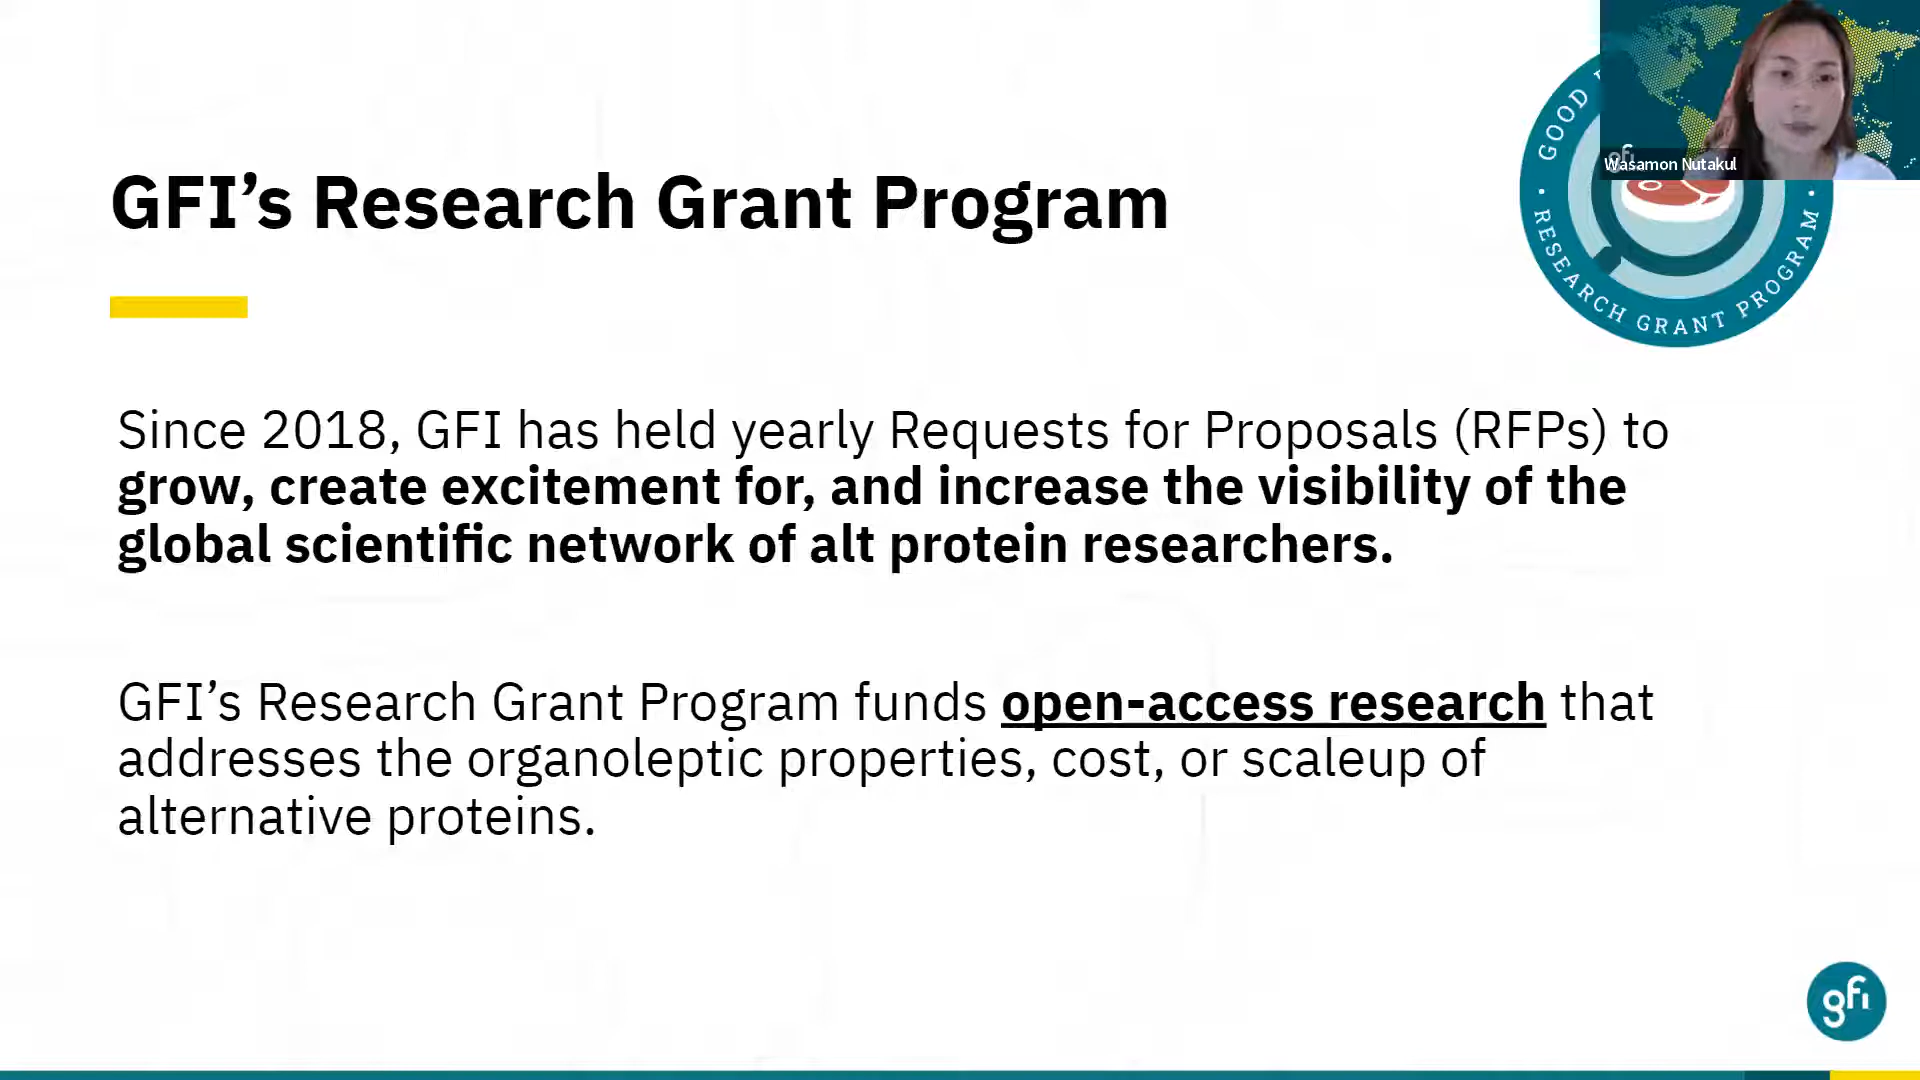 GOOD
gfi
Wasamon Nutakul
RESEARCH GRANT PROGRAM
GFI’s Research Grant Program
Since 2018, GFI has held yearly Requests for Proposals (RFPs) to
grow, create excitement for, and increase the visibility of the
global scientific network of alt protein researchers.
GFI’s Research Grant Program funds open-access research that
addresses the organoleptic properties, cost, or scaleup of
alternative proteins.
gfi